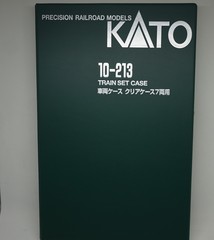 PRECISION RAILROAD MODELS
KATO
10-213
TRAIN SET CASE
車両ケース クリアケース7両用